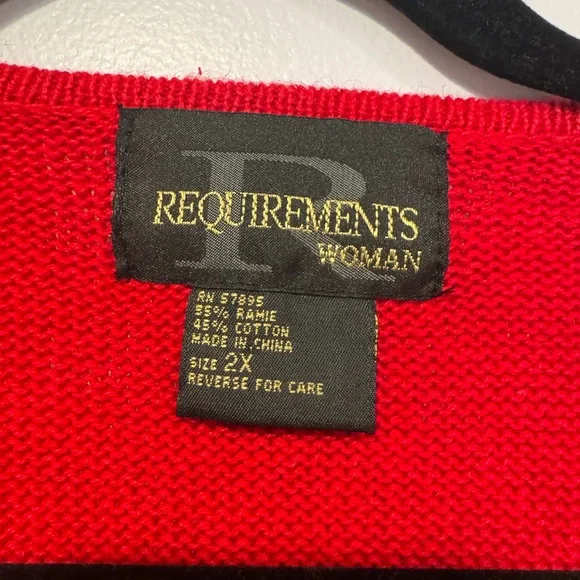 R
REQUIREMENTS
WOMAN
RN 57895
55% RAMIE
45% COTTON
MADE IN CHINA
SIZE 2X
REVERSE FOR CARE